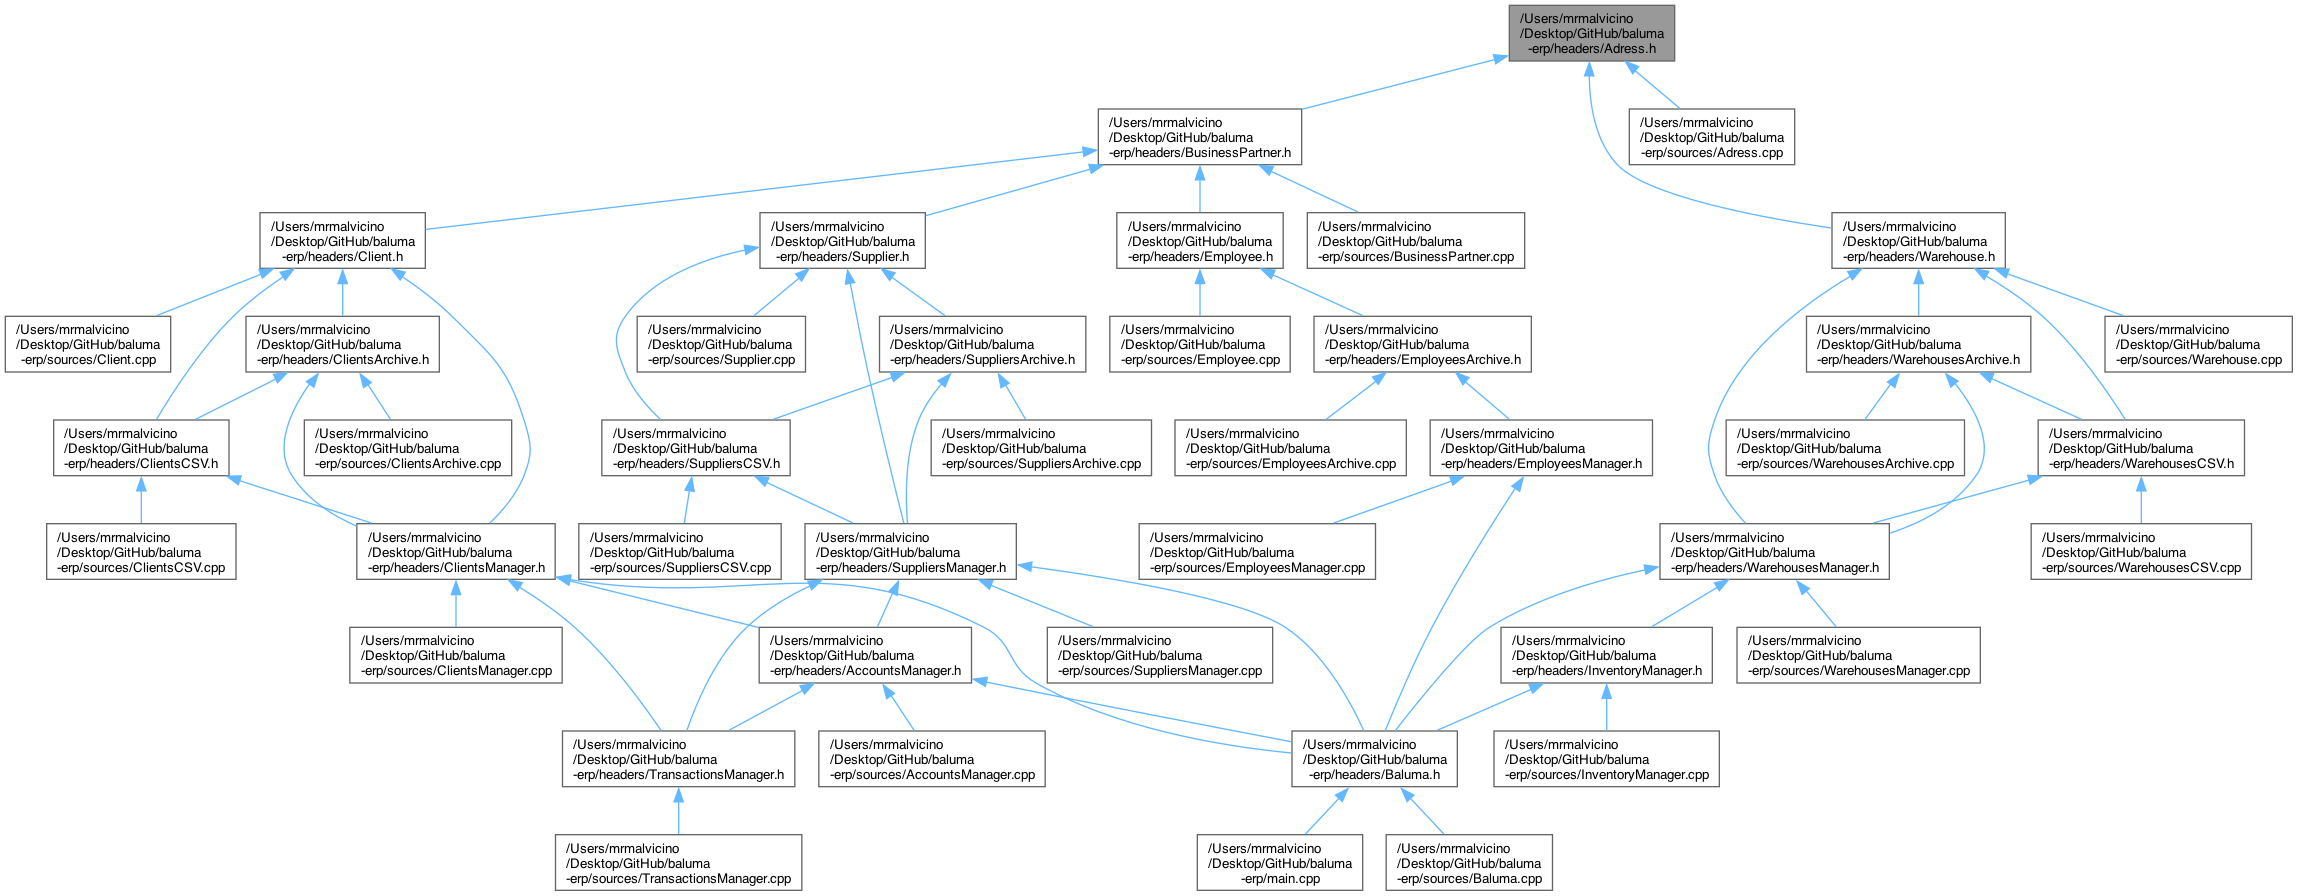 /Users/mrmalvicino
/Desktop/GitHub/baluma
-erp/headers/Adress.h
/Users/mrmalvicino
/Desktop/GitHub/baluma
-erp/headers/BusinessPartner.h
/Users/mrmalvicino
/Desktop/GitHub/baluma
-erp/sources/Adress.cpp
/Users/mrmalvicino
/Desktop/GitHub/baluma
-erp/headers/Client.h
/Users/mrmalvicino
/Desktop/GitHub/baluma
-erp/headers/Supplier.h
/Users/mrmalvicino
/Desktop/GitHub/baluma
-erp/headers/Employee.h
/Users/mrmalvicino
/Desktop/GitHub/baluma
-erp/sources/BusinessPartner.cpp
/Users/mrmalvicino
/Desktop/GitHub/baluma
-erp/headers/Warehouse.h
/Users/mrmalvicino
/Desktop/GitHub/baluma
-erp/sources/Client.cpp
/Users/mrmalvicino
/Desktop/GitHub/baluma
-erp/headers/ClientsArchive.h
/Users/mrmalvicino
/Desktop/GitHub/baluma
-erp/sources/Supplier.cpp
/Users/mrmalvicino
/Desktop/GitHub/baluma
-erp/headers/SuppliersArchive.h
/Users/mrmalvicino
/Desktop/GitHub/baluma
-erp/sources/Employee.cpp
/Users/mrmalvicino
/Desktop/GitHub/baluma
-erp/headers/EmployeesArchive.h
/Users/mrmalvicino
/Desktop/GitHub/baluma
-erp/headers/WarehousesArchive.h
/Users/mrmalvicino
/Desktop/GitHub/baluma
-erp/sources/Warehouse.cpp
/Users/mrmalvicino
/Desktop/GitHub/baluma
-erp/headers/ClientsCSV.h
/Users/mrmalvicino
/Desktop/GitHub/baluma
-erp/sources/ClientsArchive.cpp
/Users/mrmalvicino
/Desktop/GitHub/baluma
-erp/headers/SuppliersCSV.h
/Users/mrmalvicino
/Desktop/GitHub/baluma
-erp/sources/SuppliersArchive.cpp
/Users/mrmalvicino
/Desktop/GitHub/baluma
-erp/sources/EmployeesArchive.cpp
/Users/mrmalvicino
/Desktop/GitHub/baluma
-erp/headers/EmployeesManager.h
/Users/mrmalvicino
/Desktop/GitHub/baluma
-erp/sources/WarehousesArchive.cpp
/Users/mrmalvicino
/Desktop/GitHub/baluma
-erp/headers/WarehousesCSV.h
/Users/mrmalvicino
/Desktop/GitHub/baluma
-erp/sources/ClientsCSV.cpp
/Users/mrmalvicino
/Desktop/GitHub/baluma
-erp/headers/ClientsManager.h
/Users/mrmalvicino
/Desktop/GitHub/baluma
-erp/sources/SuppliersCSV.cpp
/Users/mrmalvicino
/Desktop/GitHub/baluma
-erp/headers/SuppliersManager.h
/Users/mrmalvicino
/Desktop/GitHub/baluma
-erp/sources/EmployeesManager.cpp
/Users/mrmalvicino
/Desktop/GitHub/baluma
-erp/headers/WarehousesManager.h
/Users/mrmalvicino
/Desktop/GitHub/baluma
-erp/sources/WarehousesCSV.cpp
/Users/mrmalvicino
/Desktop/GitHub/baluma
-erp/sources/ClientsManager.cpp
/Users/mrmalvicino
/Desktop/GitHub/baluma
-erp/headers/AccountsManager.h
/Users/mrmalvicino
/Desktop/GitHub/baluma
-erp/sources/SuppliersManager.cpp
/Users/mrmalvicino
/Desktop/GitHub/baluma
-erp/headers/InventoryManager.h
/Users/mrmalvicino
/Desktop/GitHub/baluma
-erp/sources/WarehousesManager.cpp
/Users/mrmalvicino
/Desktop/GitHub/baluma
-erp/headers/TransactionsManager.h
/Users/mrmalvicino
/Desktop/GitHub/baluma
-erp/sources/AccountsManager.cpp
/Users/mrmalvicino
/Desktop/GitHub/baluma
-erp/headers/Baluma.h
/Users/mrmalvicino
/Desktop/GitHub/baluma
-erp/sources/InventoryManager.cpp
/Users/mrmalvicino
/Desktop/GitHub/baluma
-erp/sources/TransactionsManager.cpp
/Users/mrmalvicino
/Desktop/GitHub/baluma
-erp/main.cpp
/Users/mrmalvicino
/Desktop/GitHub/baluma
-erp/sources/Baluma.cpp